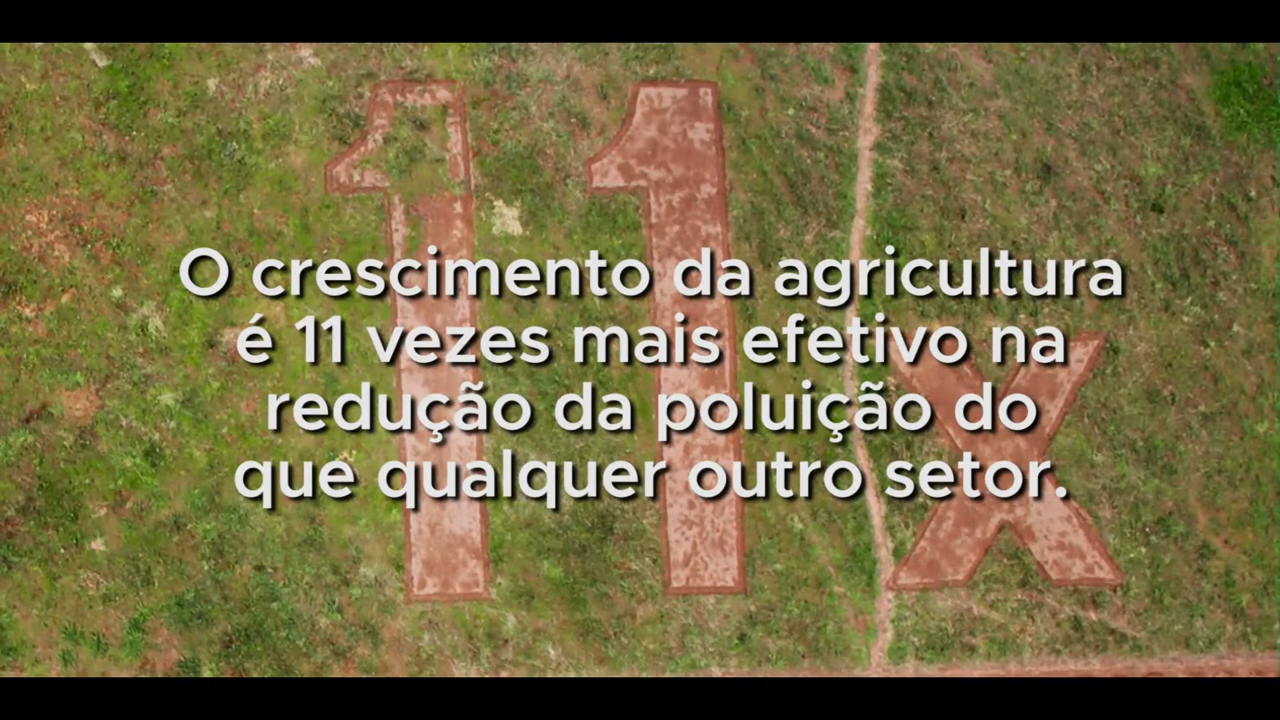 11x
O crescimento da agricultura
é 11 vezes mais efetivo na
redução da poluição do
que qualquer outro setor.